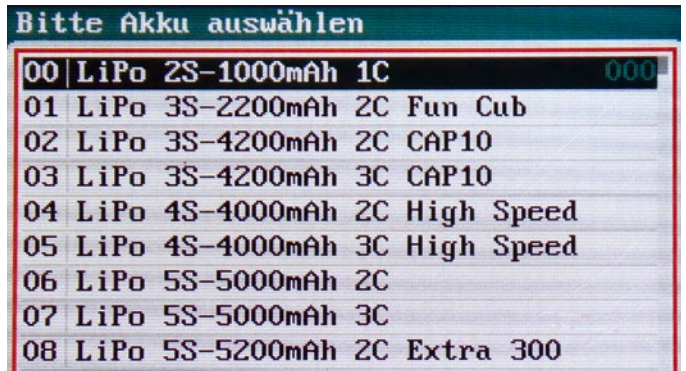 Bitte Akku auswählen
00 LiPo 2S-1000mAh 1C 000
01 LiPo 3S-2200mAh 2C Fun Cub
02 LiPo 3S-4200mAh 2C CAP10
03 LiPo 3S-4200mAh 3C CAP10
04 LiPo 4S-4000mAh 2C High Speed
05 LiPo 4S-4000mAh 3C High Speed
06 LiPo 5S-5000mAh 2C
07 LiPo 5S-5000mAh 3C
08 LiPo 5S-5200mAh 2C Extra 300